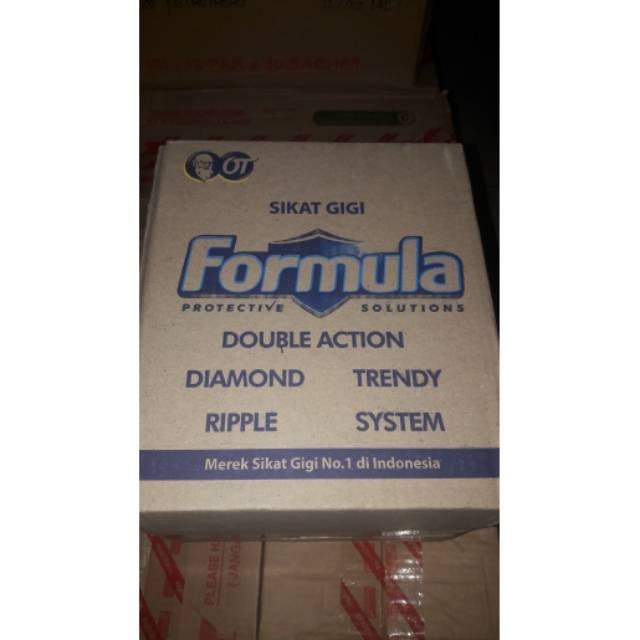 OT
SIKAT GIGI
Formula
PROTECTIVE SOLUTIONS
DOUBLE ACTION
DIAMOND TRENDY
RIPPLE SYSTEM
Merek Sikat Gigi No.1 di Indonesia
PLEASE